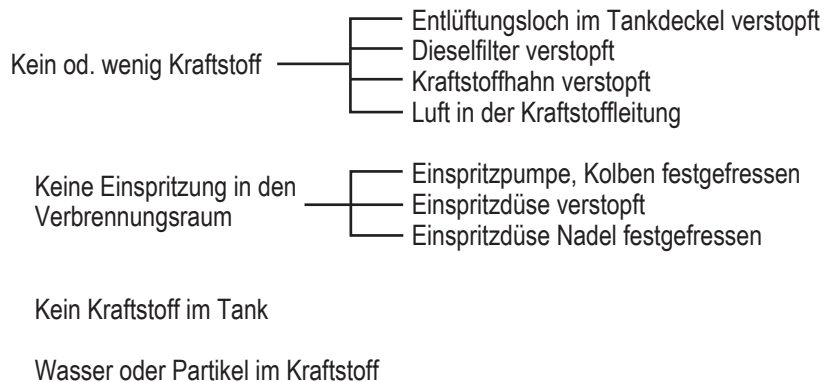 Kein od. wenig Kraftstoff
Entlüftungsloch im Tankdeckel verstopft
Dieselfilter verstopft
Kraftstoffhahn verstopft
Luft in der Kraftstoffleitung
Keine Einspritzung in den
Verbrennungsraum
Einspritzpumpe, Kolben festgefressen
Einspritzdüse verstopft
Einspritzdüse Nadel festgefressen
Kein Kraftstoff im Tank
Wasser oder Partikel im Kraftstoff